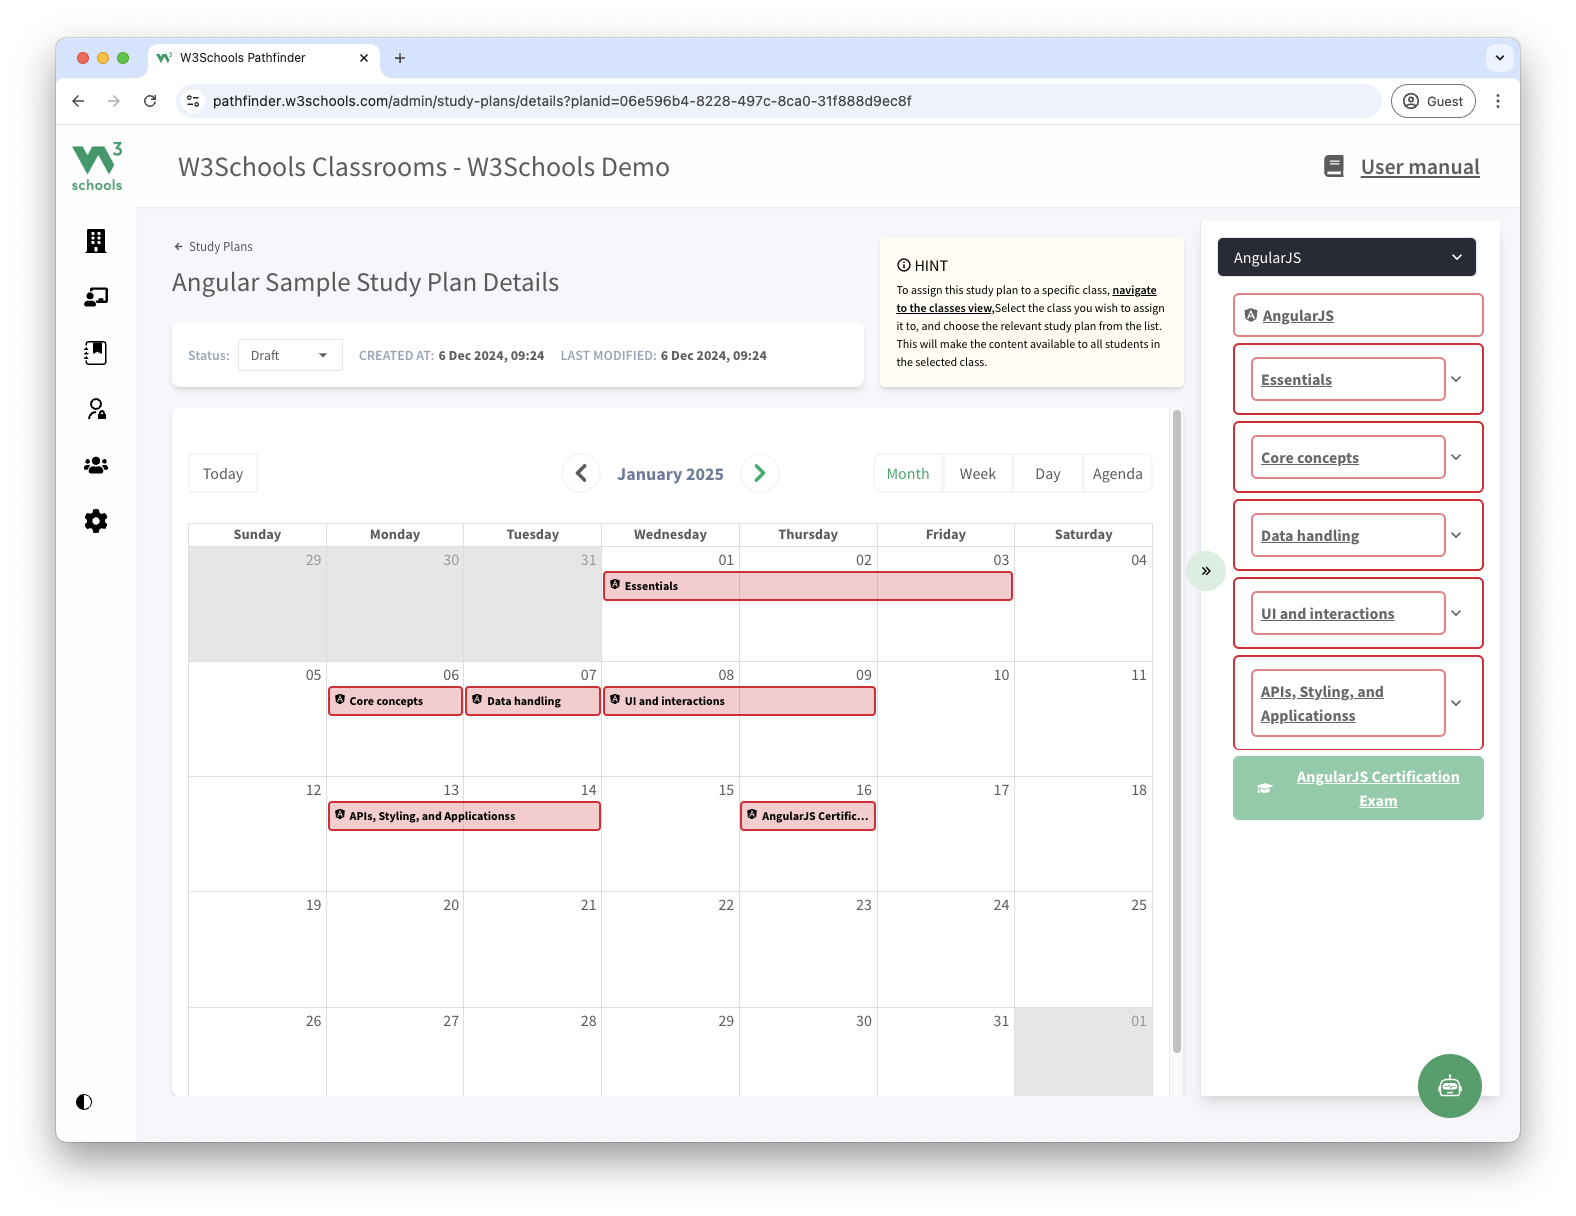 W3Schools Pathfinder
pathfinder.w3schools.com/admin/study-plans/details?planid=06e596b4-8228-497c-8ca0-31f888d9ec8f
Guest
3
schools
W3Schools Classrooms - W3Schools Demo
User manual
Study Plans
Angular Sample Study Plan Details
Status:
Draft
CREATED AT: 6 Dec 2024, 09:24
LAST MODIFIED: 6 Dec 2024, 09:24
HINT
To assign this study plan to a specific class, navigate
to the classes view,Select the class you wish to assign
it to, and choose the relevant study plan from the list.
This will make the content available to all students in
the selected class.
Today
January 2025
Month
Week
Day
Agenda
Sunday
Monday
Tuesday
Wednesday
Thursday
Friday
Saturday
29
30
31
01
02
03
04
Essentials
05
06
07
08
09
10
11
Core concepts
Data handling
UI and interactions
12
13
14
15
16
17
18
APIs, Styling, and Applicationss
AngularJS Certific...
19
20
21
22
23
24
25
26
27
28
29
30
31
01
AngularJS
AngularJS
Essentials
Core concepts
Data handling
UI and interactions
APIs, Styling, and
Applicationss
AngularJS Certification
Exam